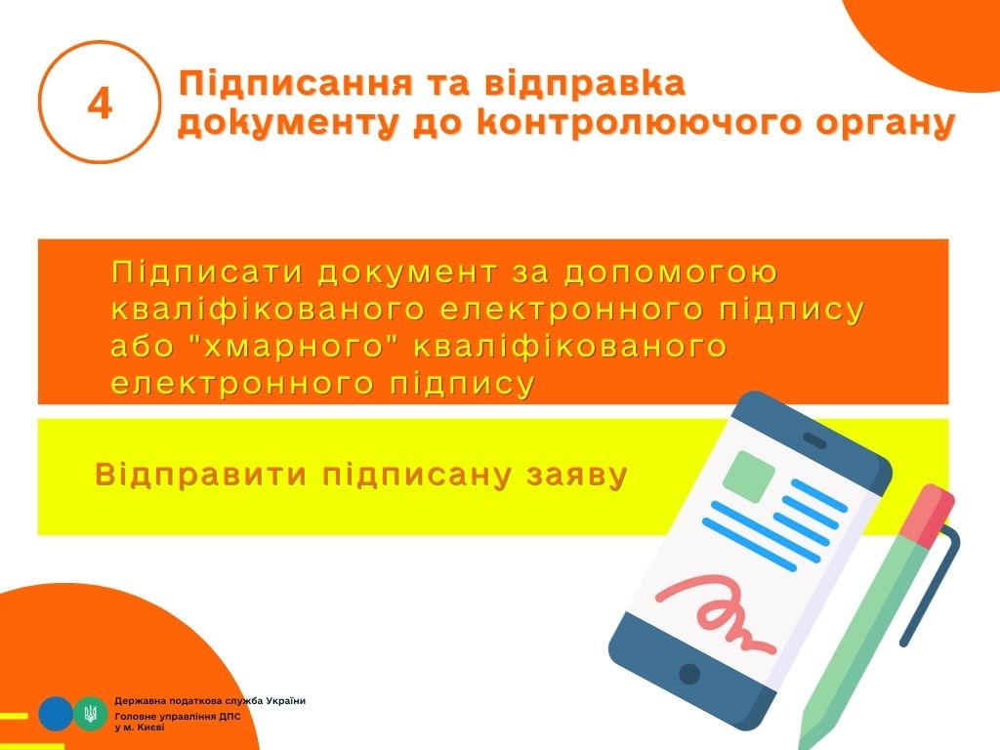 4
Підписання та відправка
документу до контролюючого органу
Підписати документ за допомогою
кваліфікованого електронного підпису
або "хмарного" кваліфікованого
електронного підпису
Відправити підписану заяву
Державна податкова служба України
Головне управління ДПС
у м. Києві